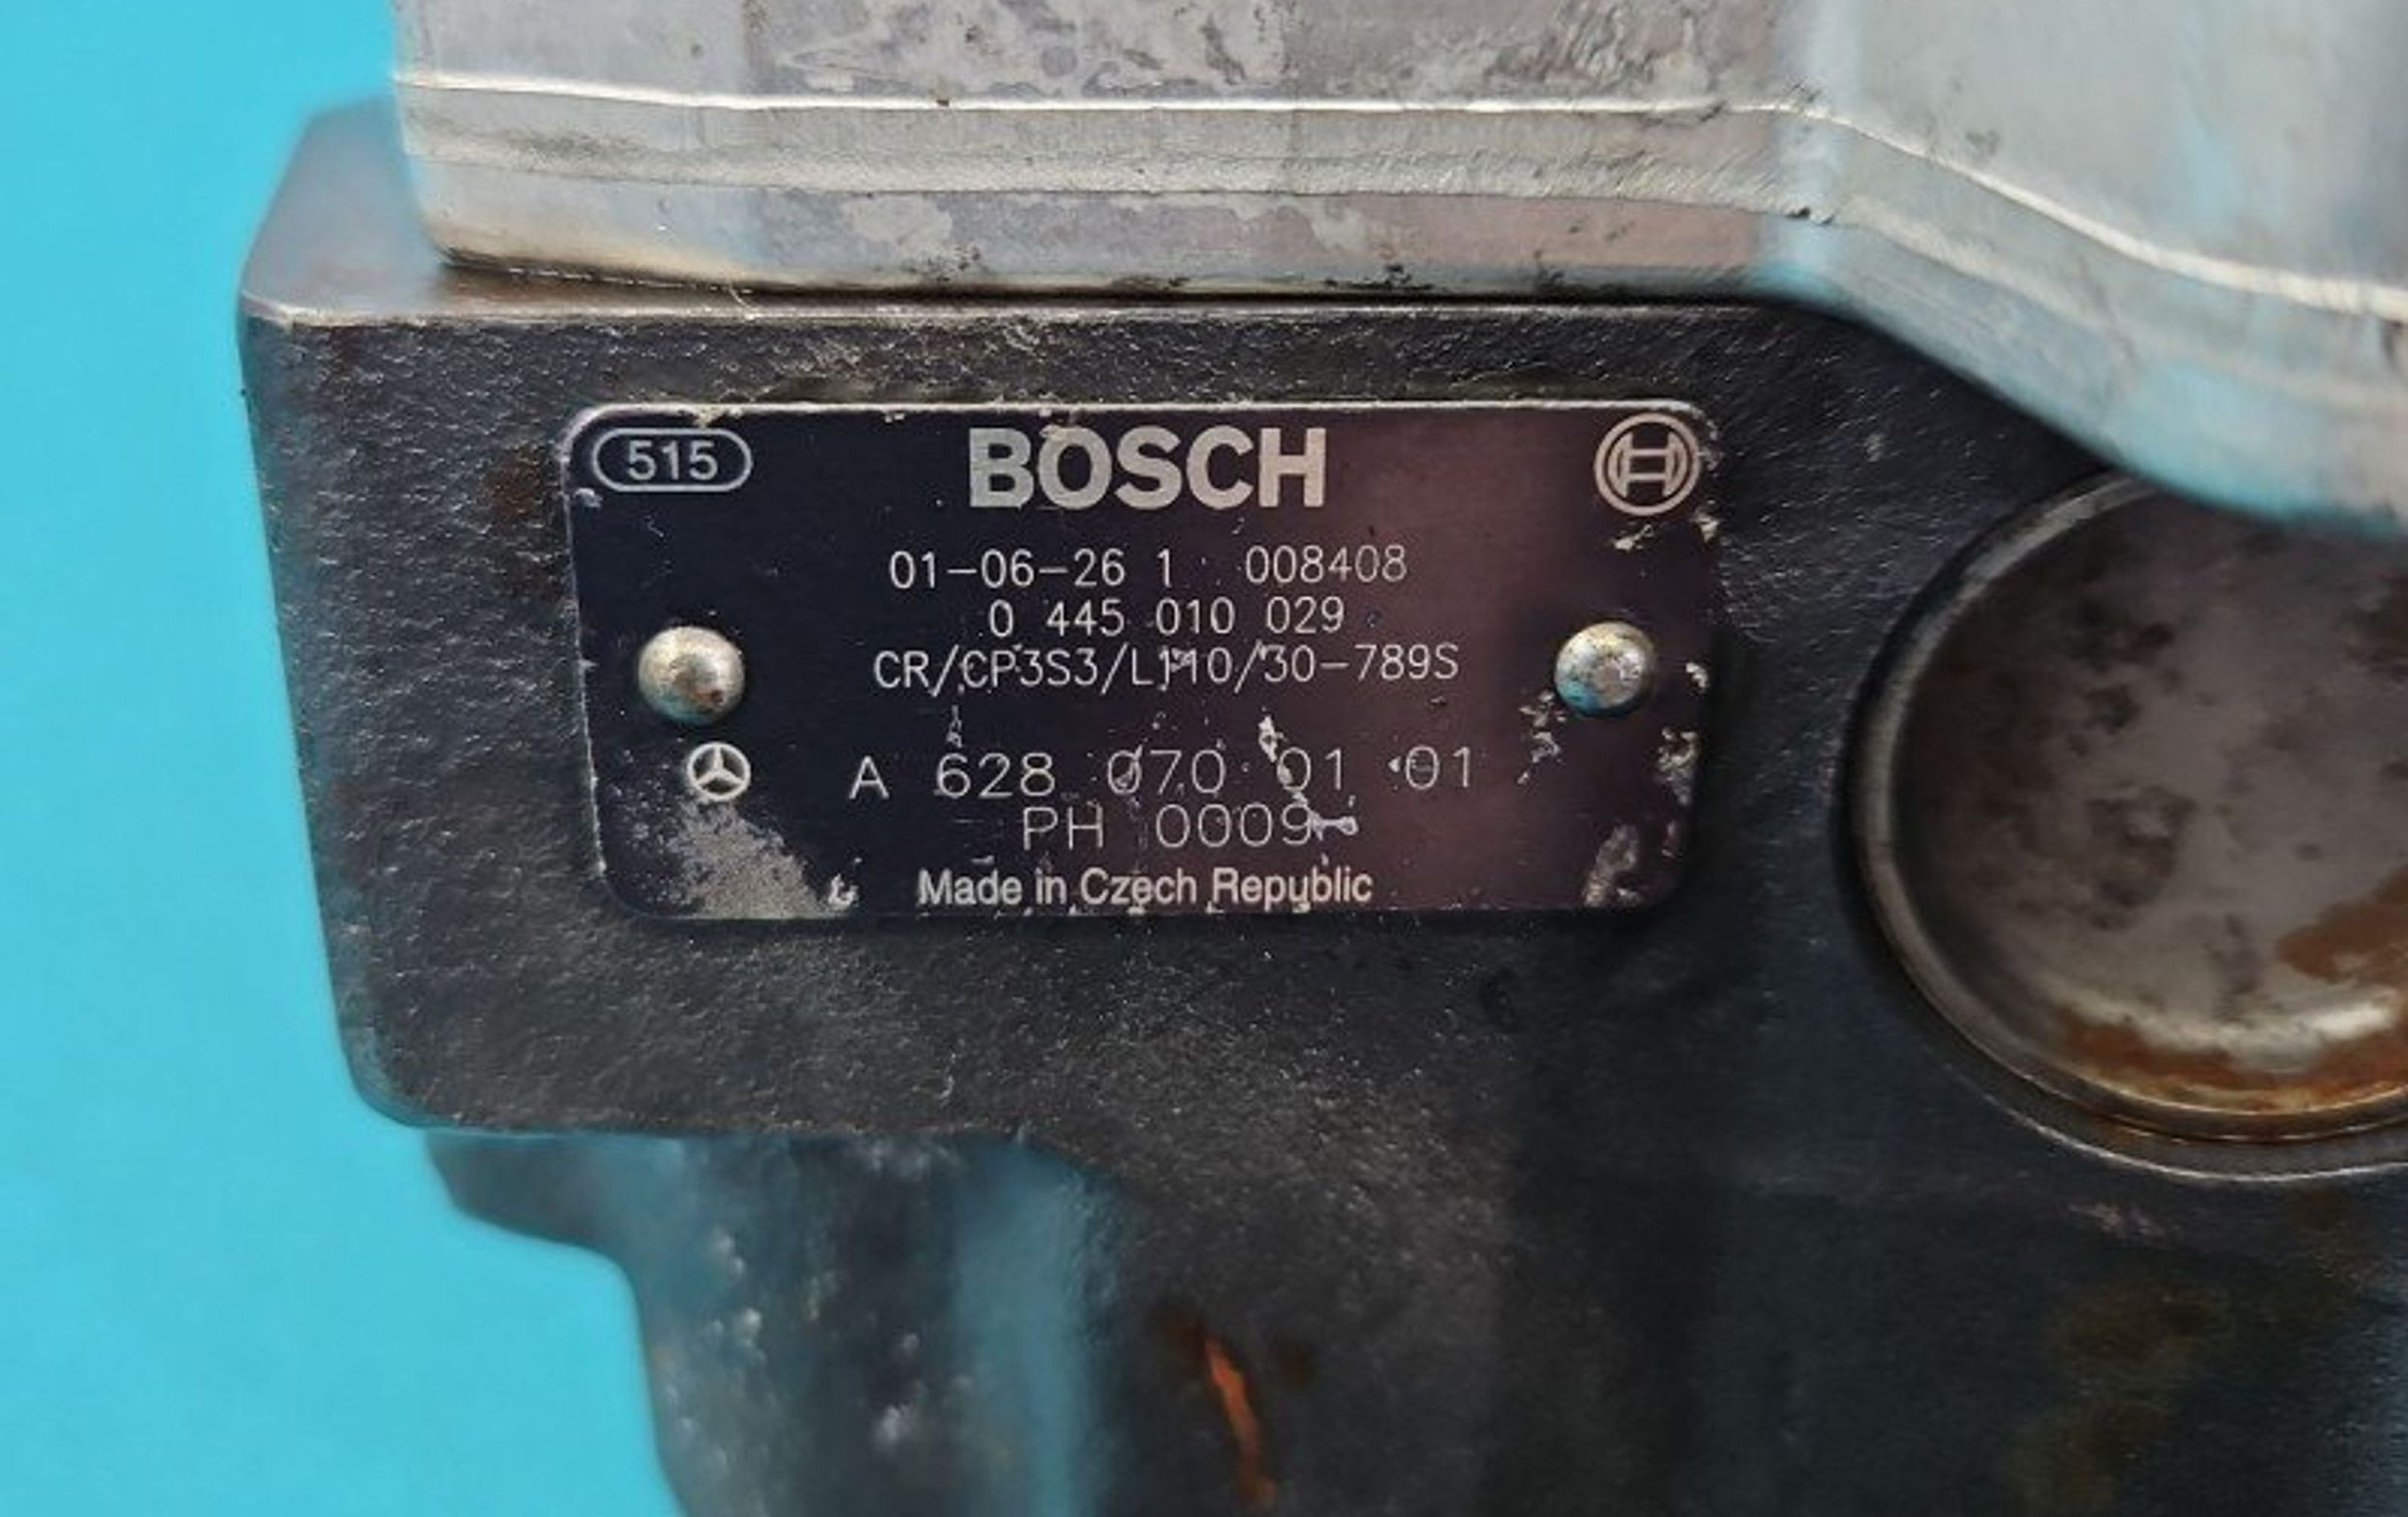 515
BOSCH
01-06-26 1 008408
0 445 010 029
CR/CP3S3/L110/30-789S
A 628 070 01 01
PH 0009
Made in Czech Republic